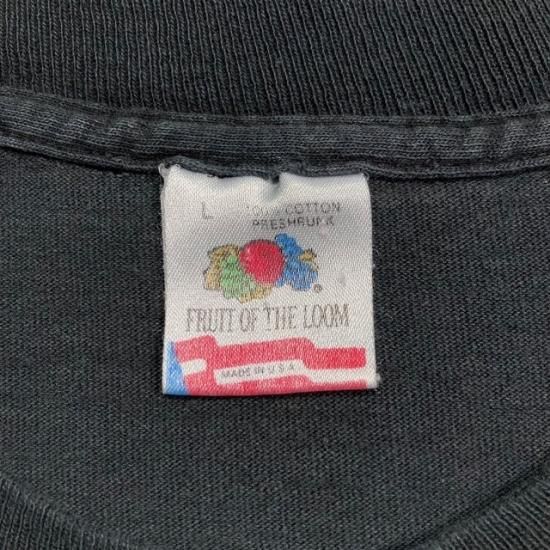 L 100% COTTON
PRESHRUNK
®
FRUIT OF THE LOOM
MADE IN U.S.A.